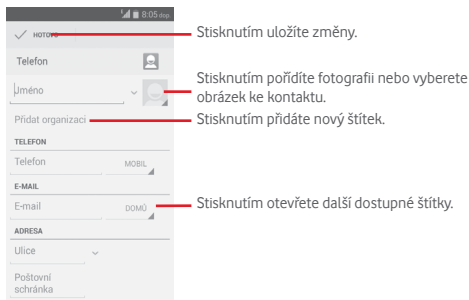 8:05 dop.
HOTOVO
Stisknutím uložíte změny.
Telefon
Jméno
Stisknutím pořídíte fotografii nebo vyberete
obrázek ke kontaktu.
Přidat organizaci
Stisknutím přidáte nový štítek.
TELEFON
Telefon MOBIL
E-MAIL
E-mail DOMŮ
Stisknutím otevřete další dostupné štítky.
ADRESA
Ulice
Poštovní
schránka